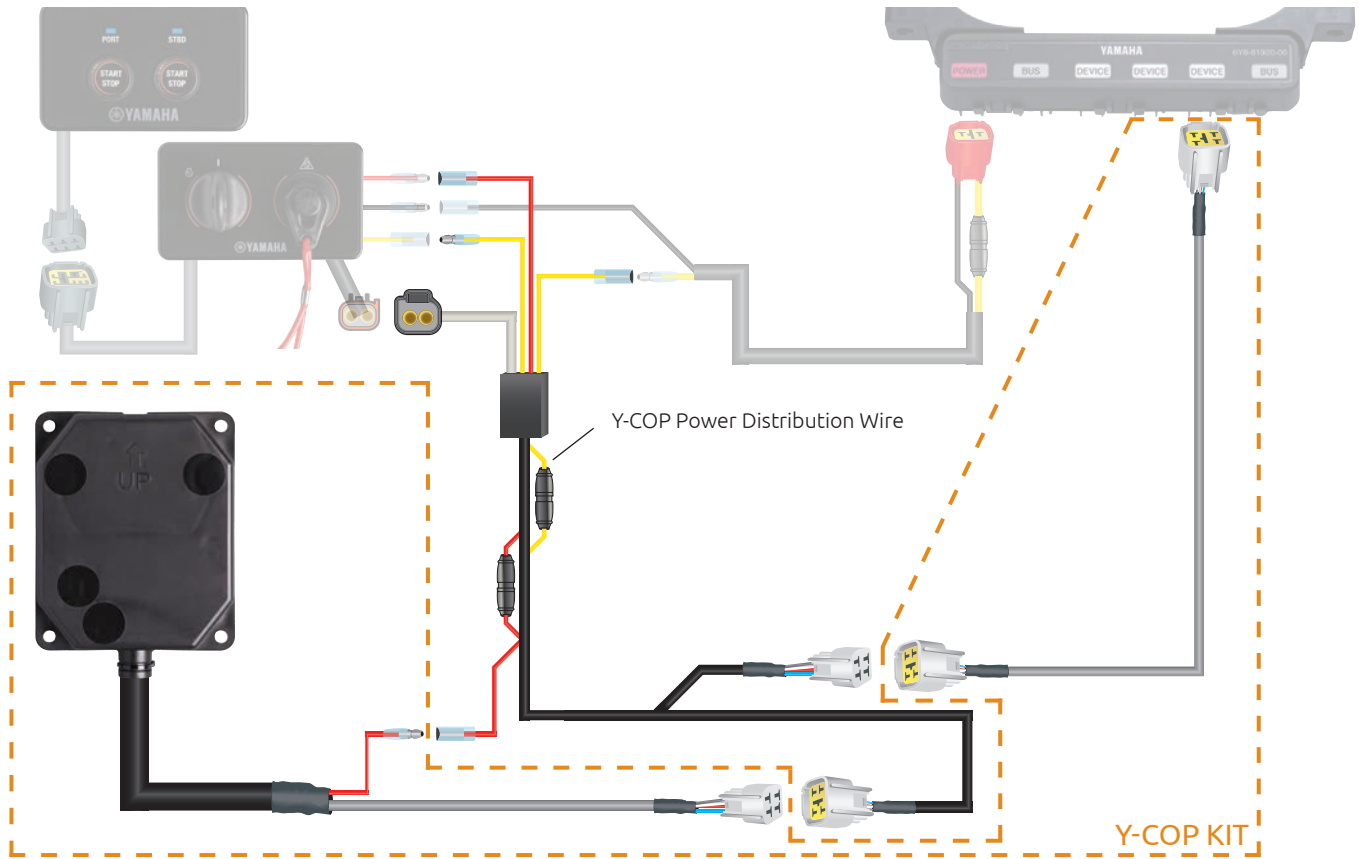 PORT STBD
START STOP START STOP
YAMAHA
YAMAHA
YAMAHA
POWER BUS DEVICE DEVICE DEVICE BUS
Y-COP Power Distribution Wire
UP
Y-COP KIT